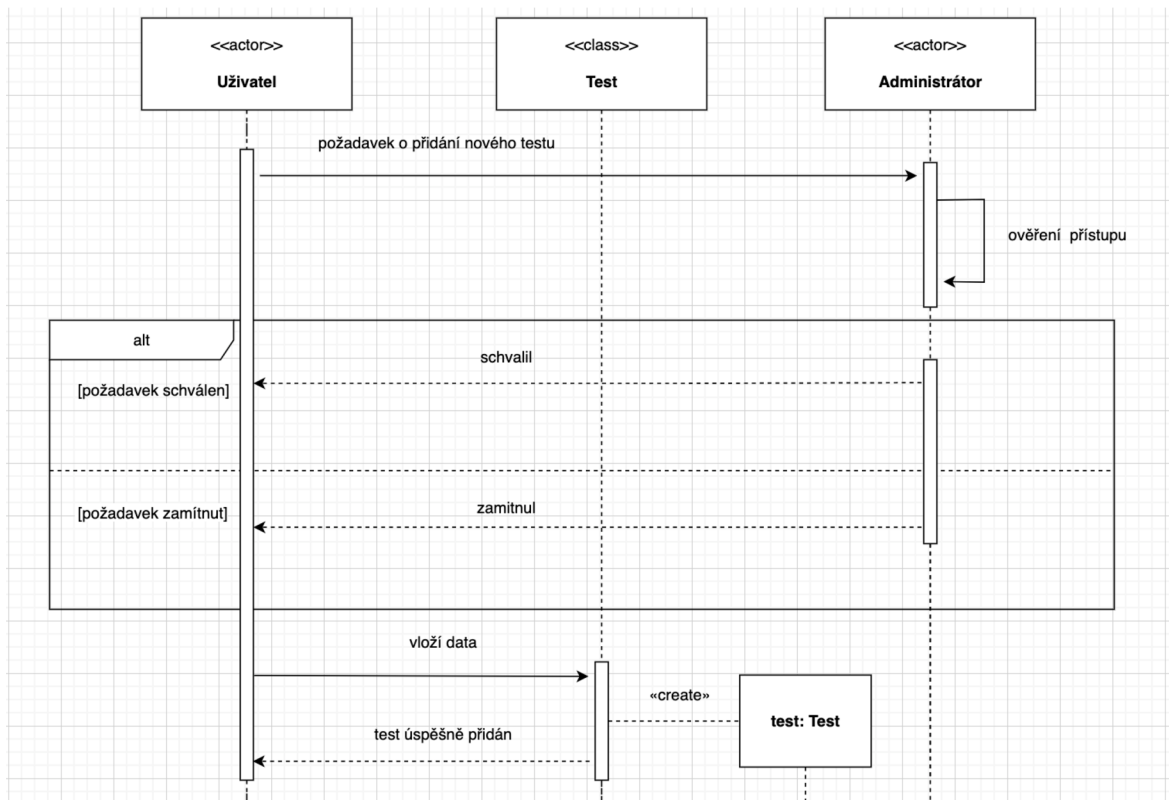 <<actor>>
Uživatel
<<class>>
Test
<<actor>>
Administrátor
požadavek o přidání nového testu
ověření  přístupu
alt
schvalil
[požadavek schválen]
zamitnul
[požadavek zamítnut]
vloží data
«create»
test: Test
test úspěšně přidán